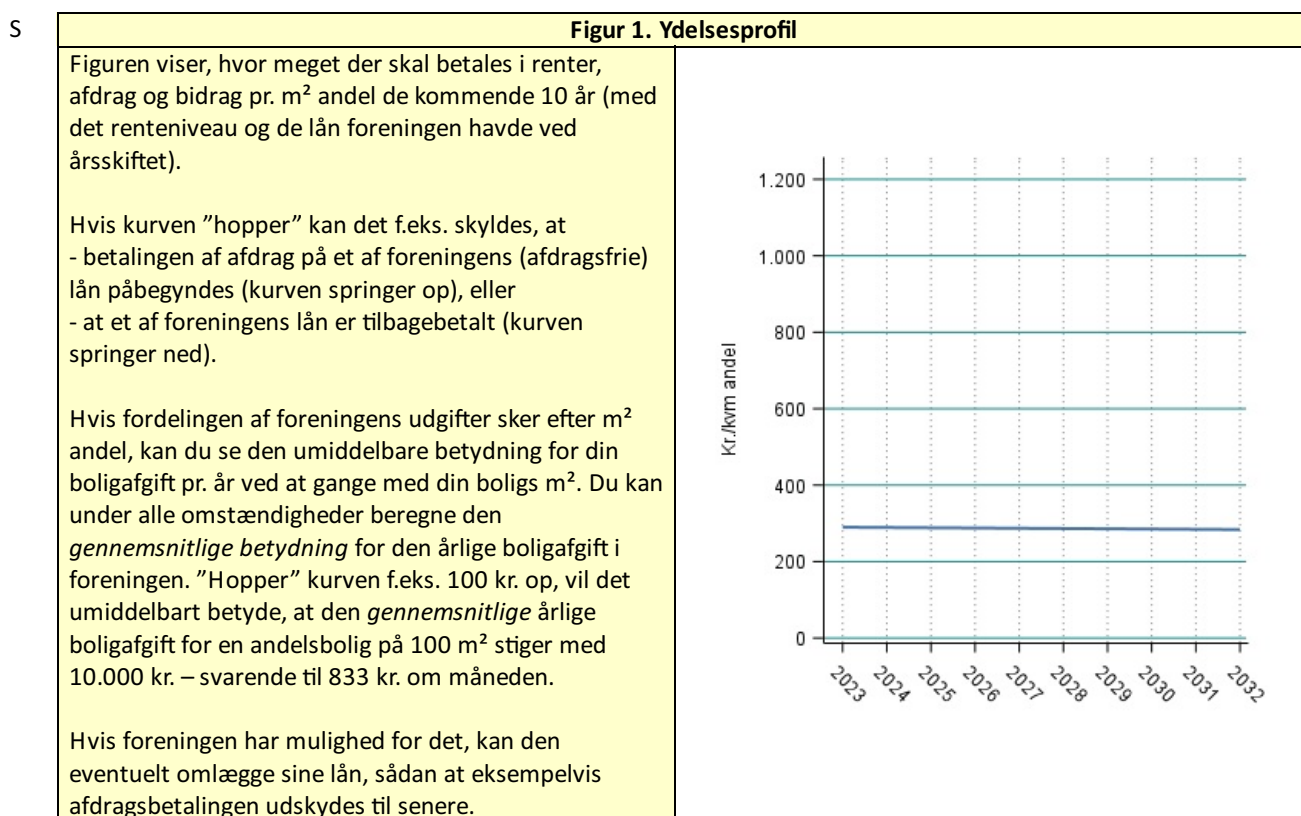 S
Figur 1. Ydelsesprofil
Figuren viser, hvor meget der skal betales i renter,
afdrag og bidrag pr. m² andel de kommende 10 år (med
det renteniveau og de lån foreningen havde ved
årsskiftet).
Hvis kurven ”hopper” kan det f.eks. skyldes, at
- betalingen af afdrag på et af foreningens (afdragsfrie)
lån påbegyndes (kurven springer op), eller
- at et af foreningens lån er tilbagebetalt (kurven
springer ned).
Hvis fordelingen af foreningens udgifter sker efter m²
andel, kan du se den umiddelbare betydning for din
boligafgift pr. år ved at gange med din boligs m². Du kan
under alle omstændigheder beregne den
gennemsnitlige betydning for den årlige boligafgift i
foreningen. ”Hopper” kurven f.eks. 100 kr. op, vil det
umiddelbart betyde, at den gennemsnitlige årlige
boligafgift for en andelsbolig på 100 m² stiger med
10.000 kr. – svarende til 833 kr. om måneden.
Hvis foreningen har mulighed for det, kan den
eventuelt omlægge sine lån, sådan at eksempelvis
afdragsbetalingen udskydes til senere.
Kr./kvm andel
1.200
1.000
800
600
400
200
0
2023
2024
2025
2026
2027
2028
2029
2030
2031
2032